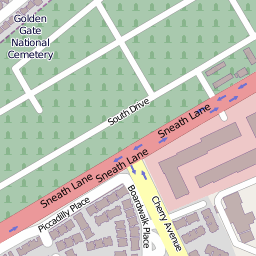 Golden
Gate
National
Cemetery
South Drive
Sneath Lane
Sneath Lane
Sneath Lane
Piccadilly Place
Boardwalk Place
Cherry Avenue